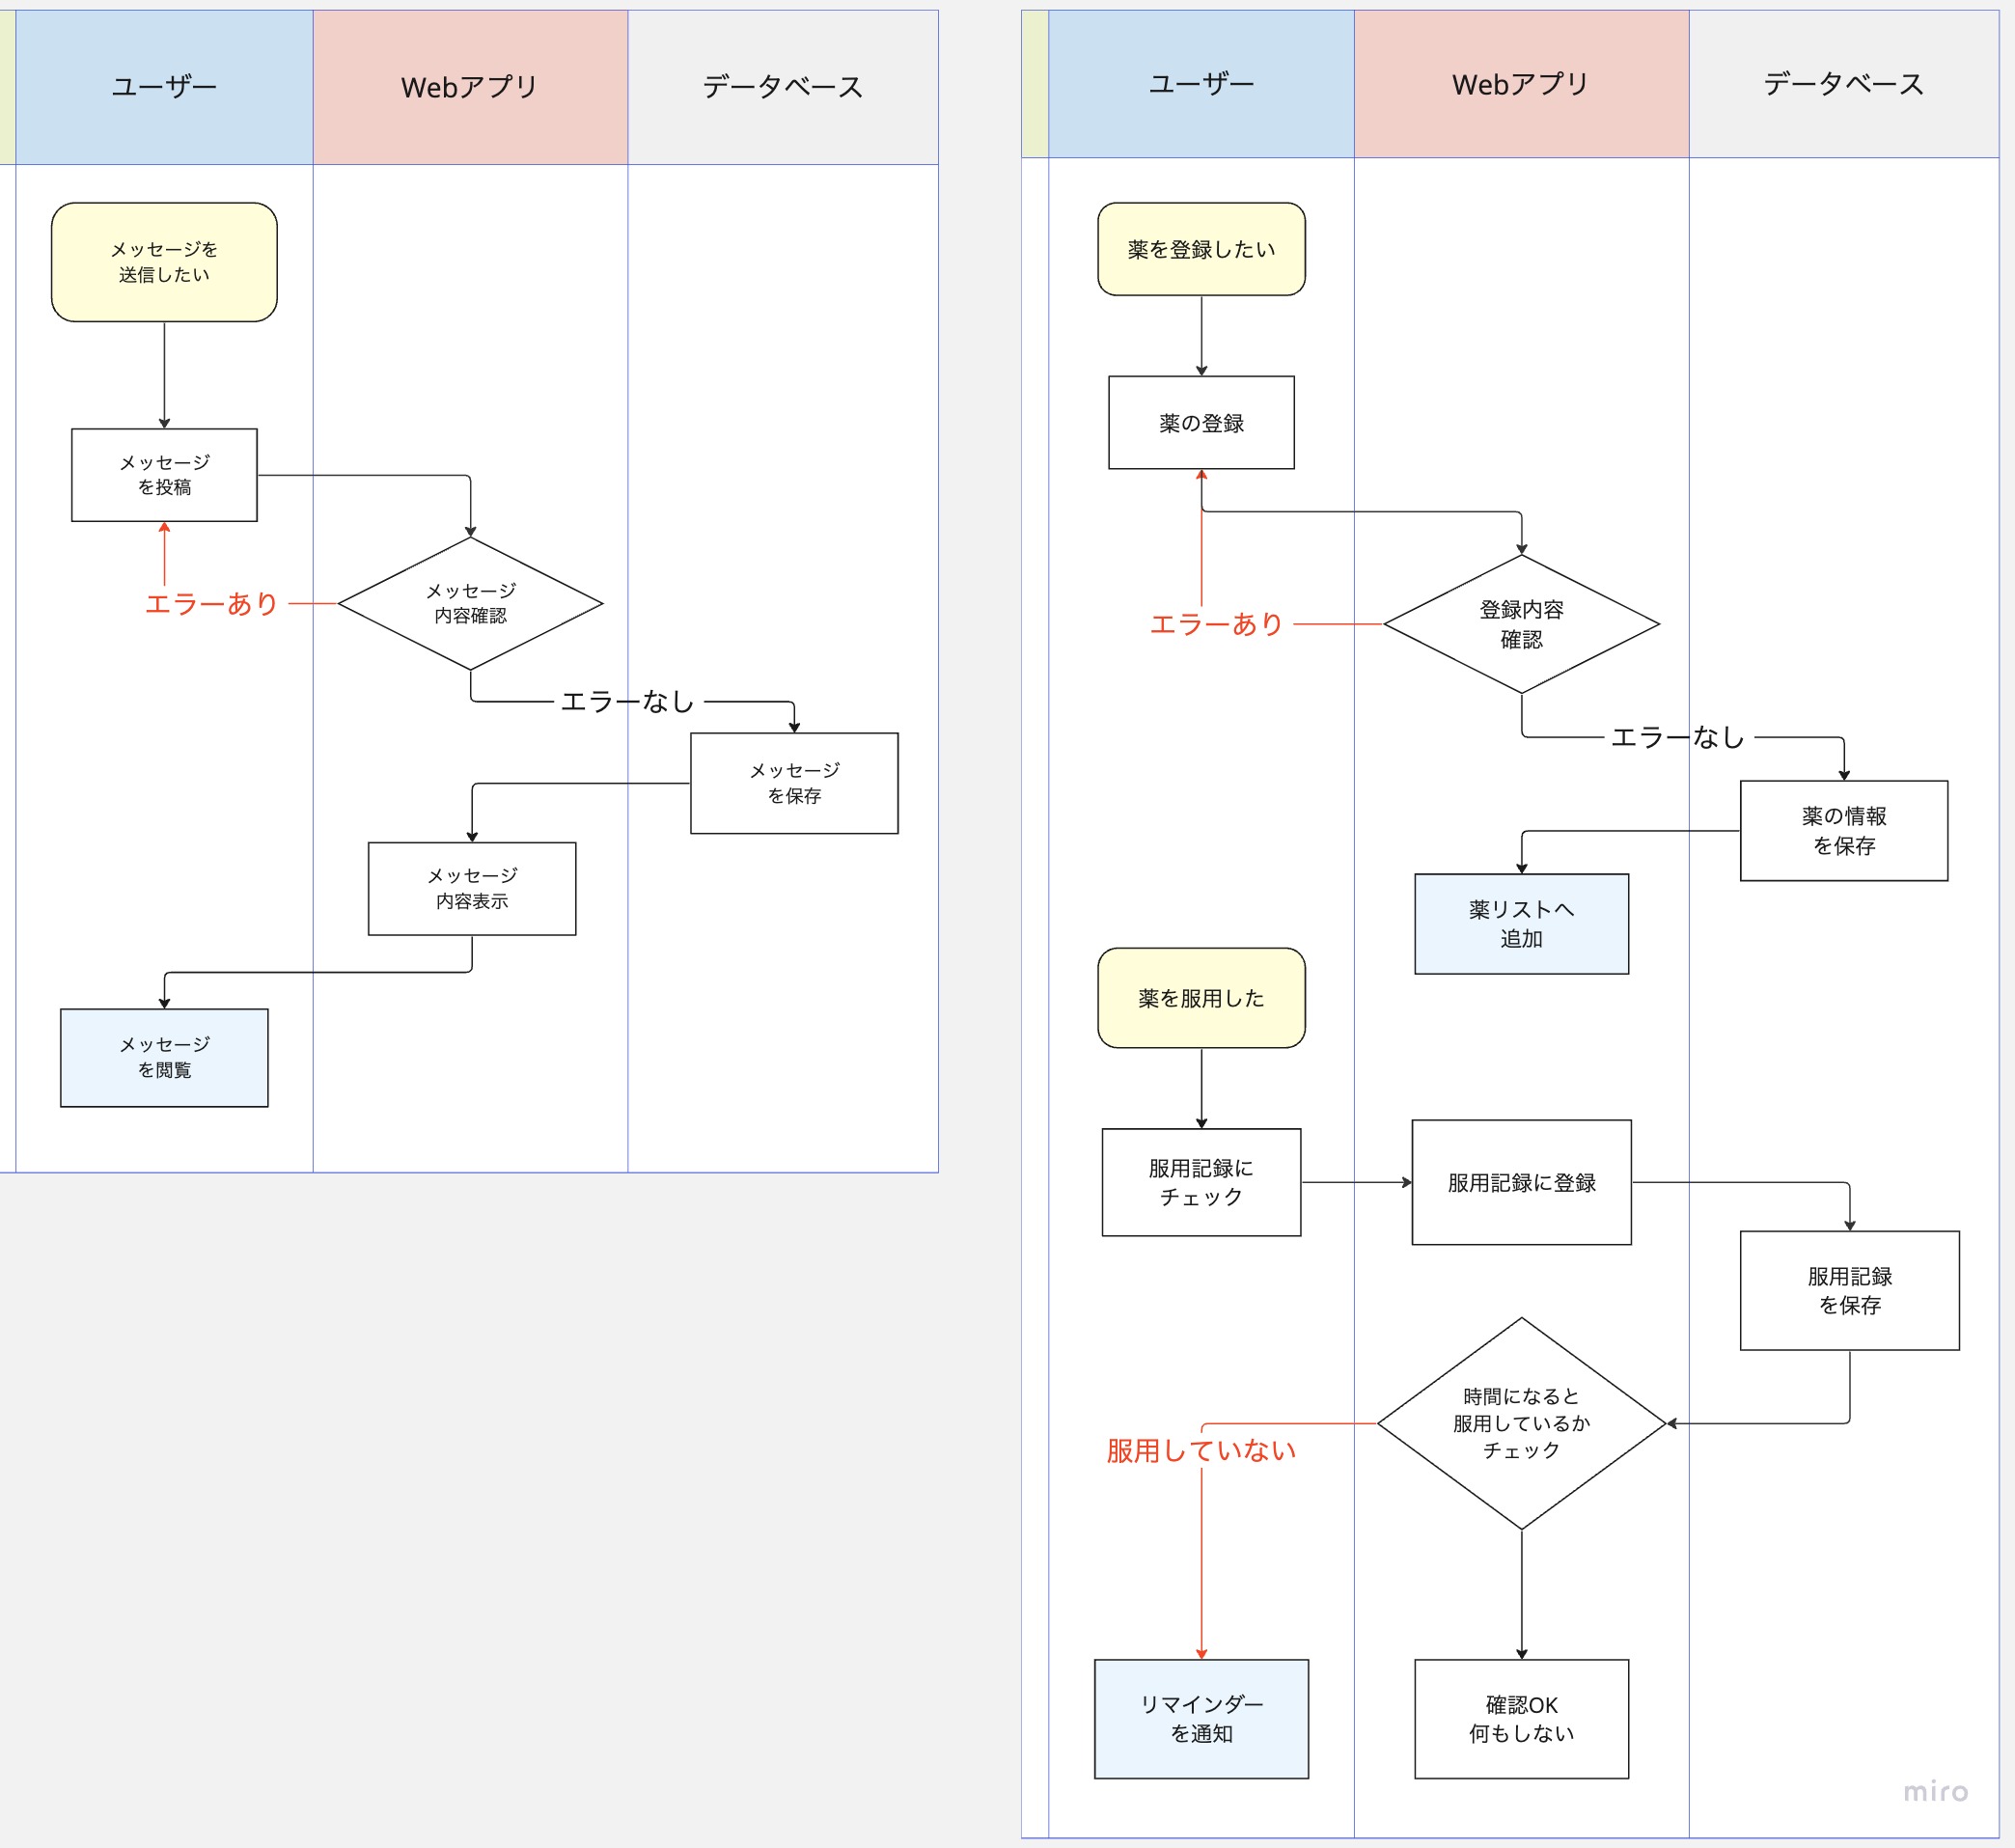 ユーザー
Webアプリ
データベース
メッセージを
送信したい
メッセージ
を投稿
メッセージ
内容確認
エラーあり
エラーなし
メッセージ
を保存
メッセージ
内容表示
メッセージ
を閲覧
ユーザー
Webアプリ
データベース
薬を登録したい
薬の登録
登録内容
確認
エラーあり
エラーなし
薬の情報
を保存
薬リストへ
追加
薬を服用した
服用記録に
チェック
服用記録に登録
服用記録
を保存
時間になると
服用しているか
チェック
服用していない
リマインダー
を通知
確認OK
何もしない
miro